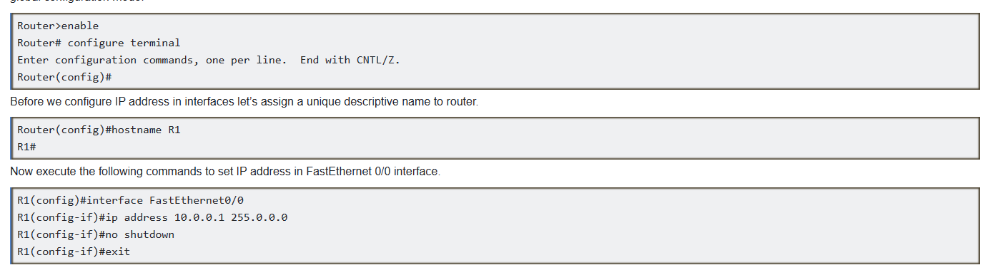 Router>enable
Router# configure terminal
Enter configuration commands, one per line.  End with CNTL/Z.
Router(config)#
Before we configure IP address in interfaces let’s assign a unique descriptive name to router.
Router(config)#hostname R1
R1#
Now execute the following commands to set IP address in FastEthernet 0/0 interface.
R1(config)#interface FastEthernet0/0
R1(config-if)#ip address 10.0.0.1 255.0.0.0
R1(config-if)#no shutdown
R1(config-if)#exit